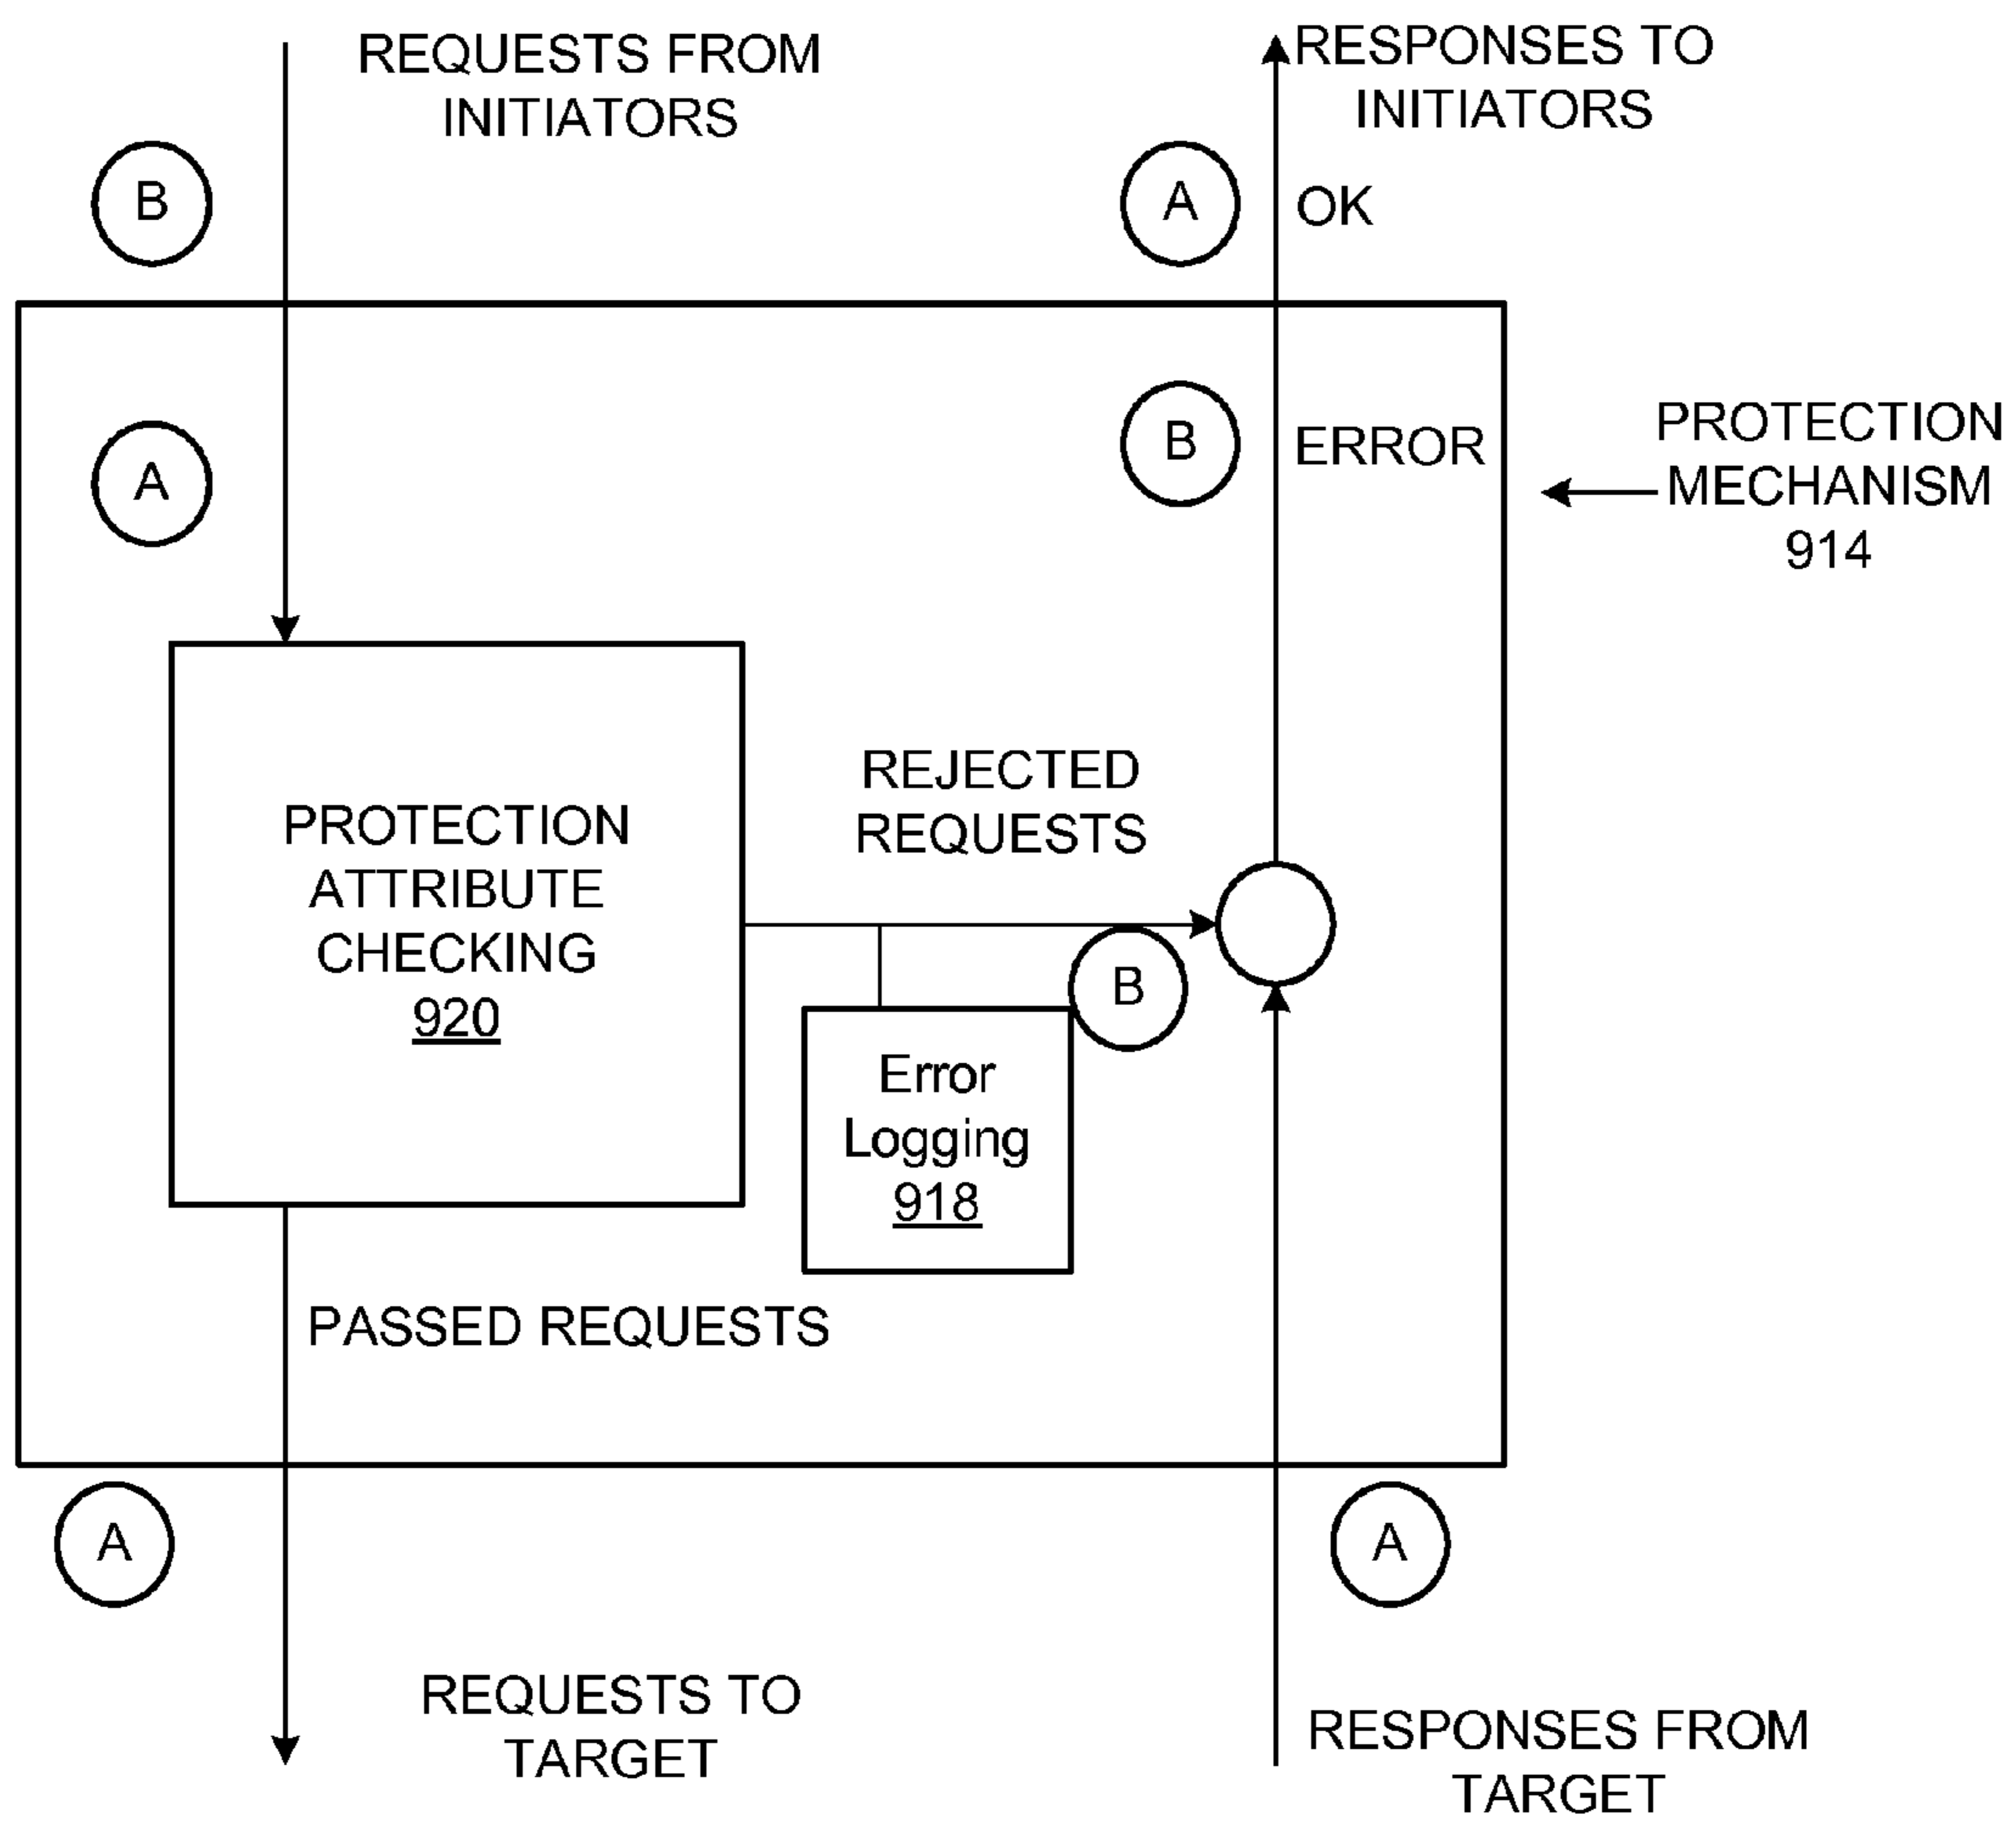 REQUESTS FROM
INITIATORS
RESPONSES TO
INITIATORS
B
A
OK
A
B
ERROR
PROTECTION
MECHANISM
914
REJECTED
REQUESTS
PROTECTION
ATTRIBUTE
CHECKING
920
B
Error
Logging
918
PASSED REQUESTS
A
A
REQUESTS TO
TARGET
RESPONSES FROM
TARGET